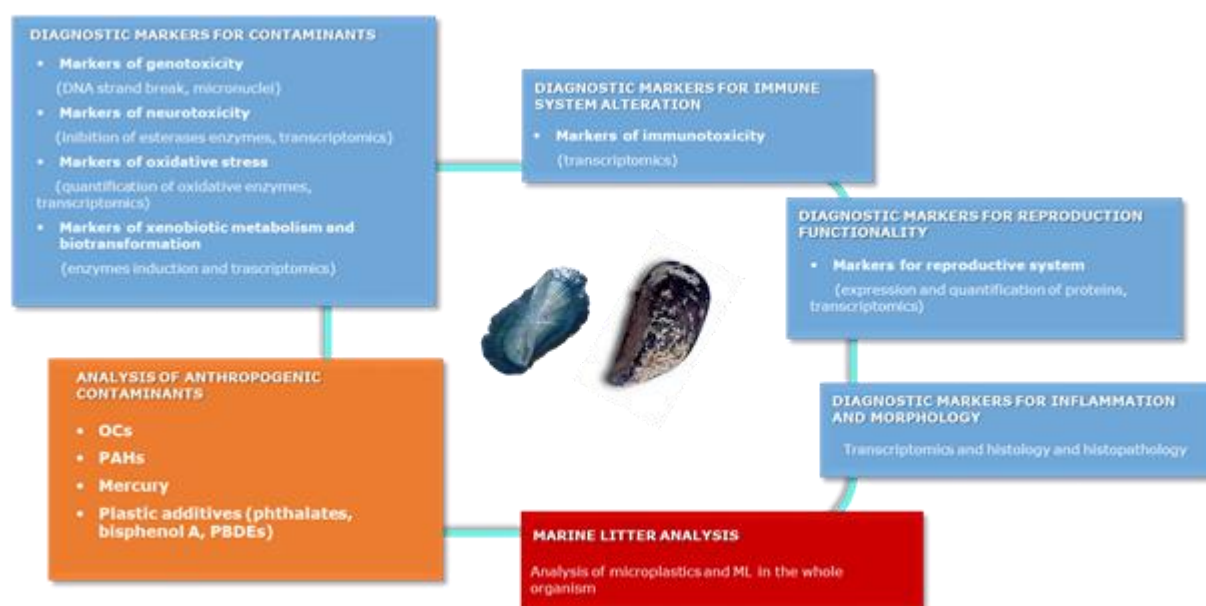 DIAGNOSTIC MARKERS FOR CONTAMINANTS
• Markers of genotoxicity
(DNA strand break, micronuclei)
• Markers of neurotoxicity
(inibition of esterases enzymes, transcriptomics)
• Markers of oxidative stress
(quantification of oxidative enzymes,
transcriptomics)
• Markers of xenobiotic metabolism and
biotransformation
(enzymes induction and trascriptomics)
DIAGNOSTIC MARKERS FOR IMMUNE
SYSTEM ALTERATION
• Markers of immunotoxicity
(transcriptomics)
DIAGNOSTIC MARKERS FOR REPRODUCTION
FUNCTIONALITY
• Markers for reproductive system
(expression and quantification of proteins,
transcriptomics)
DIAGNOSTIC MARKERS FOR INFLAMMATION
AND MORPHOLOGY
Transcriptomics and histology and histopathology
MARINE LITTER ANALYSIS
Analysis of microplastics and ML in the whole
organism
ANALYSIS OF ANTHROPOGENIC
CONTAMINANTS
• OCs
• PAHs
• Mercury
• Plastic additives (phthalates,
bisphenol A, PBDEs)